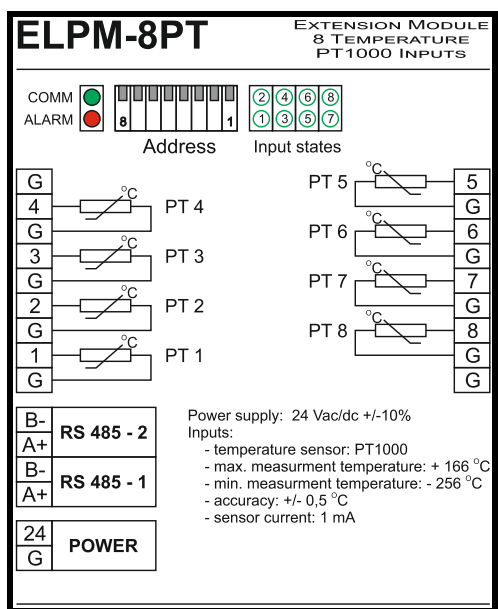 ELPM-8PT
EXTENSION MODULE
8 TEMPERATURE
PT1000 INPUTS
COMM
ALARM
8
1
Address
2 4 6 8
1 3 5 7
Input states
G
4
G
3
G
2
G
1
G
°C
PT 4
°C
PT 3
°C
PT 2
°C
PT 1
PT 5
°C
PT 6
°C
PT 7
°C
PT 8
°C
5
G
6
G
7
G
8
G
G
B-
A+
RS 485 - 2
B-
A+
RS 485 - 1
24
G
POWER
Power supply: 24 Vac/dc +/-10%
Inputs:
- temperature sensor: PT1000
- max. measurment temperature: + 166 °C
- min. measurment temperature: - 256 °C
- accuracy: +/- 0,5 °C
- sensor current: 1 mA